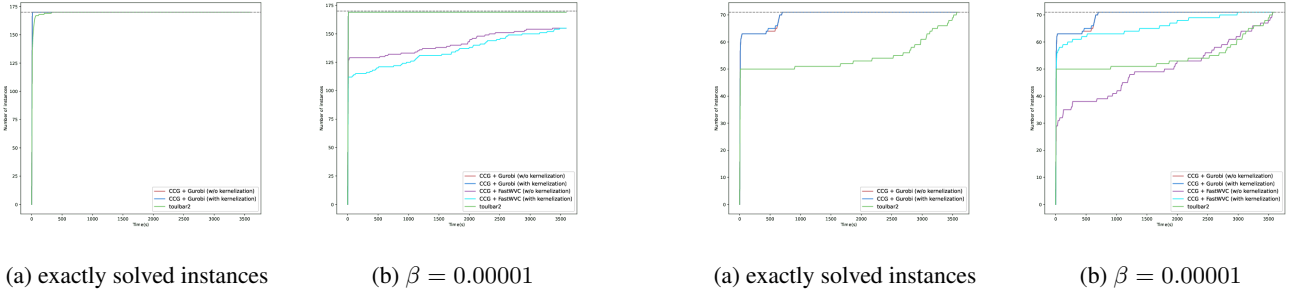 175
150
125
100
75
50
25
0
Number of instances
0 500 1000 1500 2000 2500 3000 3500
Time(s)
CCG + Gurobi (w/o kernelization)
CCG + Gurobi (with kernelization)
toulbar2
(a) exactly solved instances
175
150
125
100
75
50
25
0
Number of instances
0 500 1000 1500 2000 2500 3000 3500
Time(s)
CCG + Gurobi (w/o kernelization)
CCG + Gurobi (with kernelization)
CCG + FastWVC (w/o kernelization)
CCG + FastWVC (with kernelization)
toulbar2
(b) β = 0.00001
70
60
50
40
30
20
10
0
Number of instances
0 500 1000 1500 2000 2500 3000 3500
Time(s)
CCG + Gurobi (w/o kernelization)
CCG + Gurobi (with kernelization)
toulbar2
(a) exactly solved instances
70
60
50
40
30
20
10
0
Number of instances
0 500 1000 1500 2000 2500 3000 3500
Time(s)
CCG + Gurobi (w/o kernelization)
CCG + Gurobi (with kernelization)
CCG + FastWVC (w/o kernelization)
CCG + FastWVC (with kernelization)
toulbar2
(b) β = 0.00001